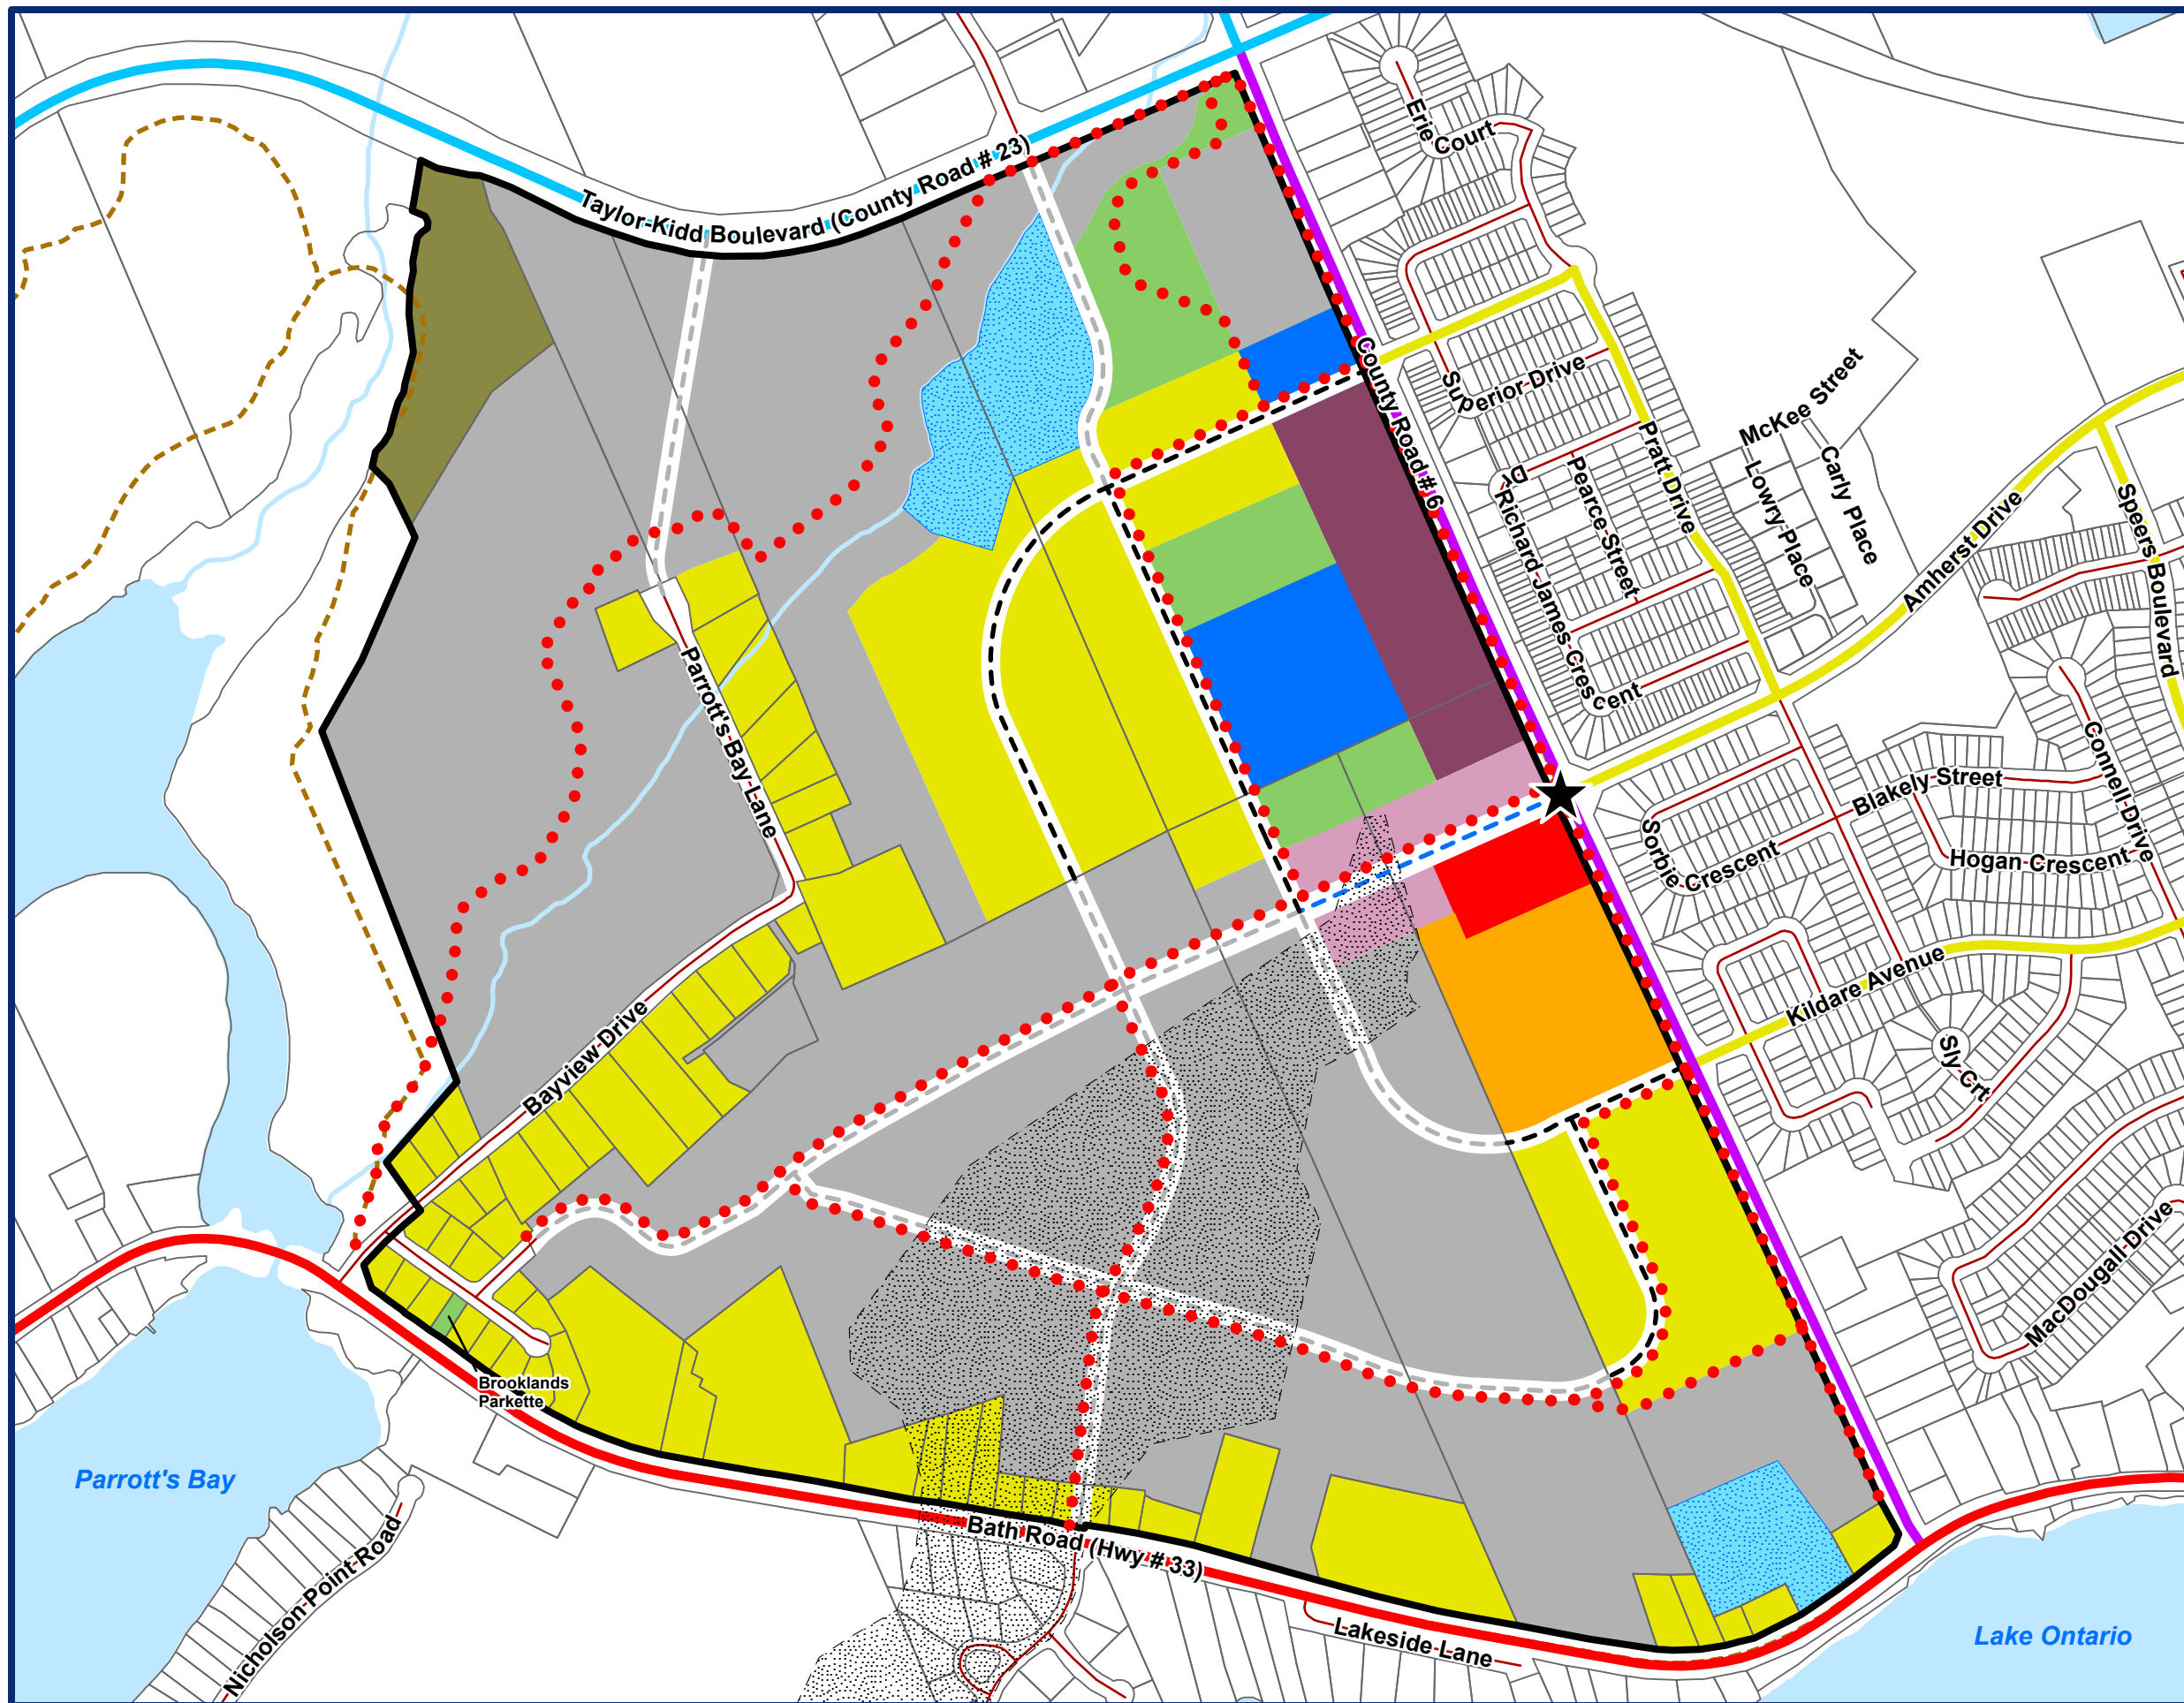 Erie Court
Taylor-Kidd Boulevard (County Road # 23)
Superior Drive
County Road # 6
McKee Street
Pratt Drive
Dr
Pearce Street
Lowry Place
Carly Place
Richard James Crescent
Amherst Drive
Speers Boulevard
Parrott's Bay Lane
Connell Drive
Blakely Street
Sorbie Crescent
Hogan Crescent
Kildare Avenue
Bayview Drive
Sly Crt
MacDougall Drive
Brooklands
Parkette
Parrott's Bay
Nicholson Point Road
Bath Road (Hwy # 33)
Lakeside Lane
Lake Ontario